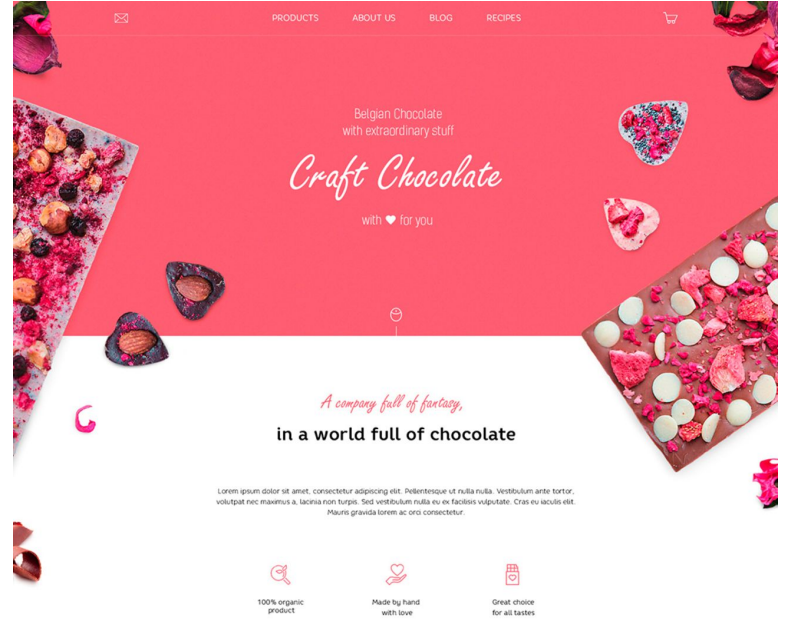 PRODUCTS ABOUT US BLOG RECIPES
Belgian Chocolate
with extraordinary stuff
Craft Chocolate
with ♥ for you
A company full of fantasy,
in a world full of chocolate
Lorem ipsum dolor sit amet, consectetur adipiscing elit. Pellentesque ut nulla nulla. Vestibulum ante tortor,
volutpat nec maximus a, lacinia non turpis. Sed vestibulum nulla eu ex facilisis vulputate. Cras eu iaculis elit.
Mauris gravida lorem ac orci consectetur.
100% organic
product
Made by hand
with love
Great choice
for all tastes